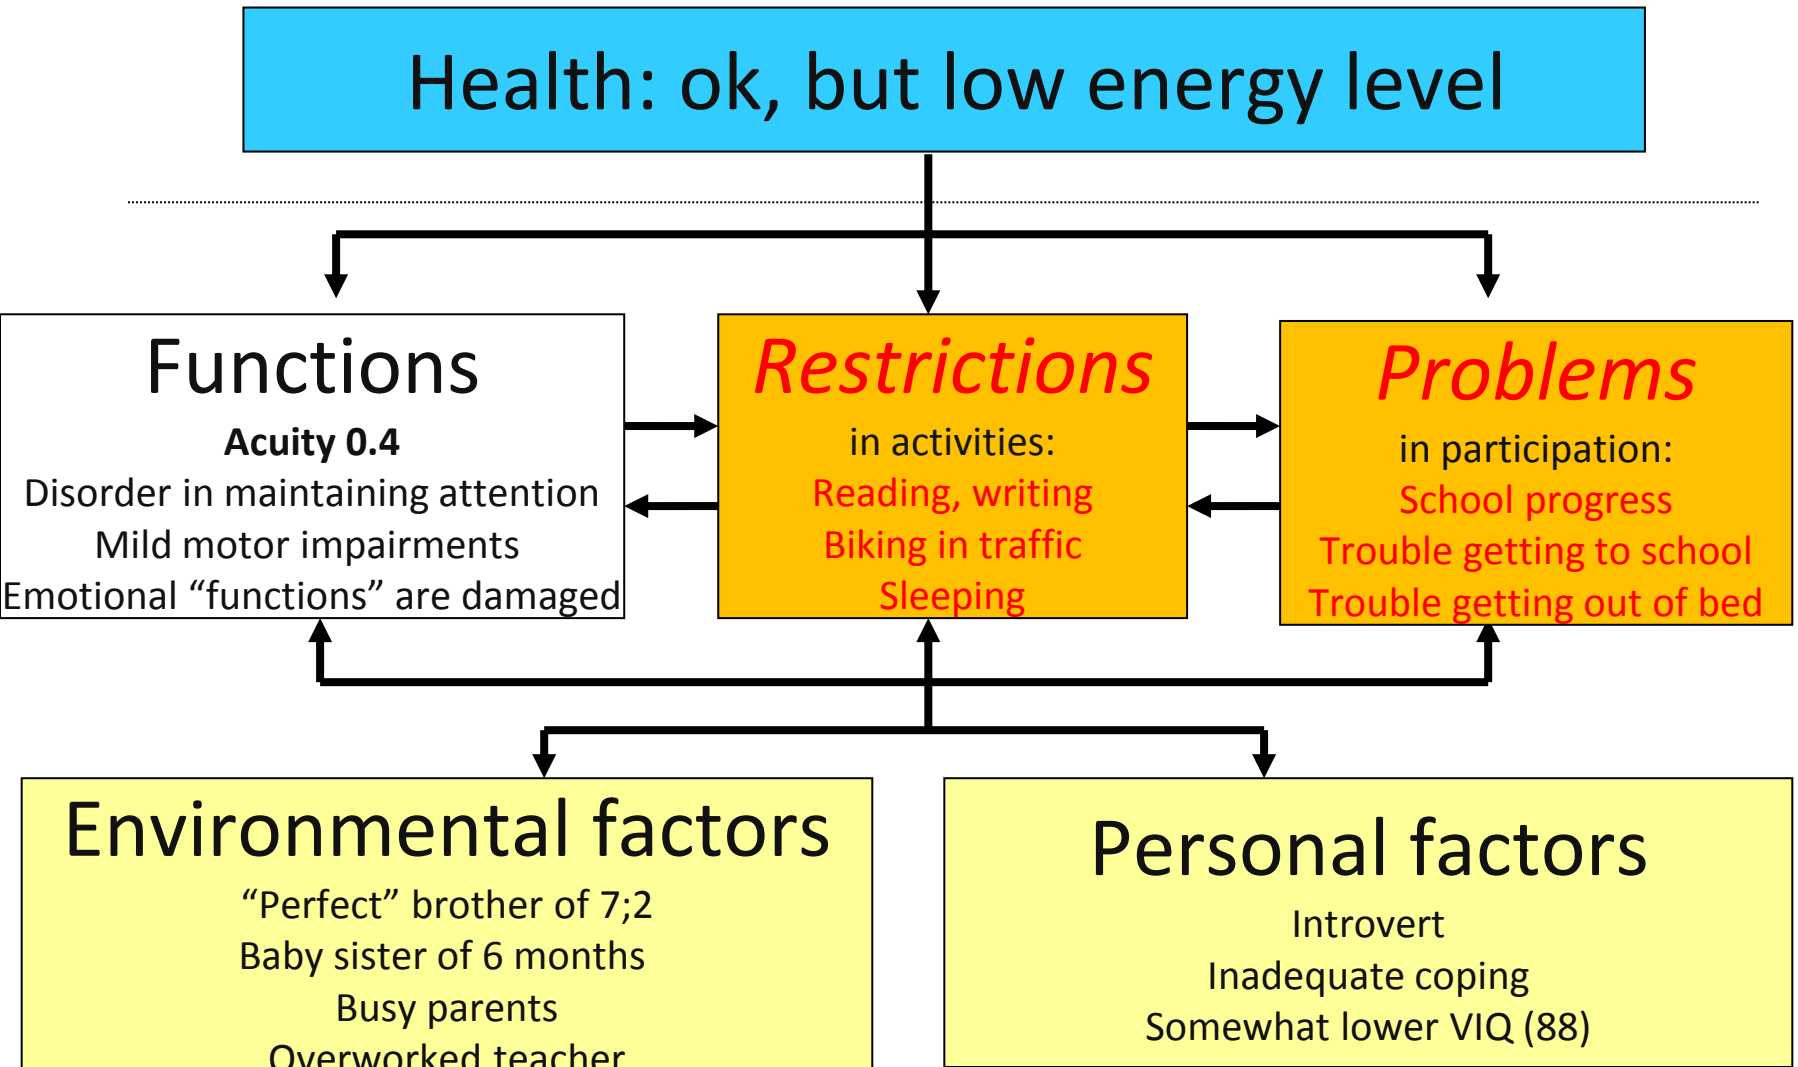 Health: ok, but low energy level
Functions
Acuity 0.4
Disorder in maintaining attention
Mild motor impairments
Emotional “functions” are damaged
Restrictions
in activities:
Reading, writing
Biking in traffic
Sleeping
Problems
in participation:
School progress
Trouble getting to school
Trouble getting out of bed
Environmental factors
“Perfect” brother of 7;2
Baby sister of 6 months
Busy parents
Overworked teacher
Personal factors
Introvert
Inadequate coping
Somewhat lower VIQ (88)